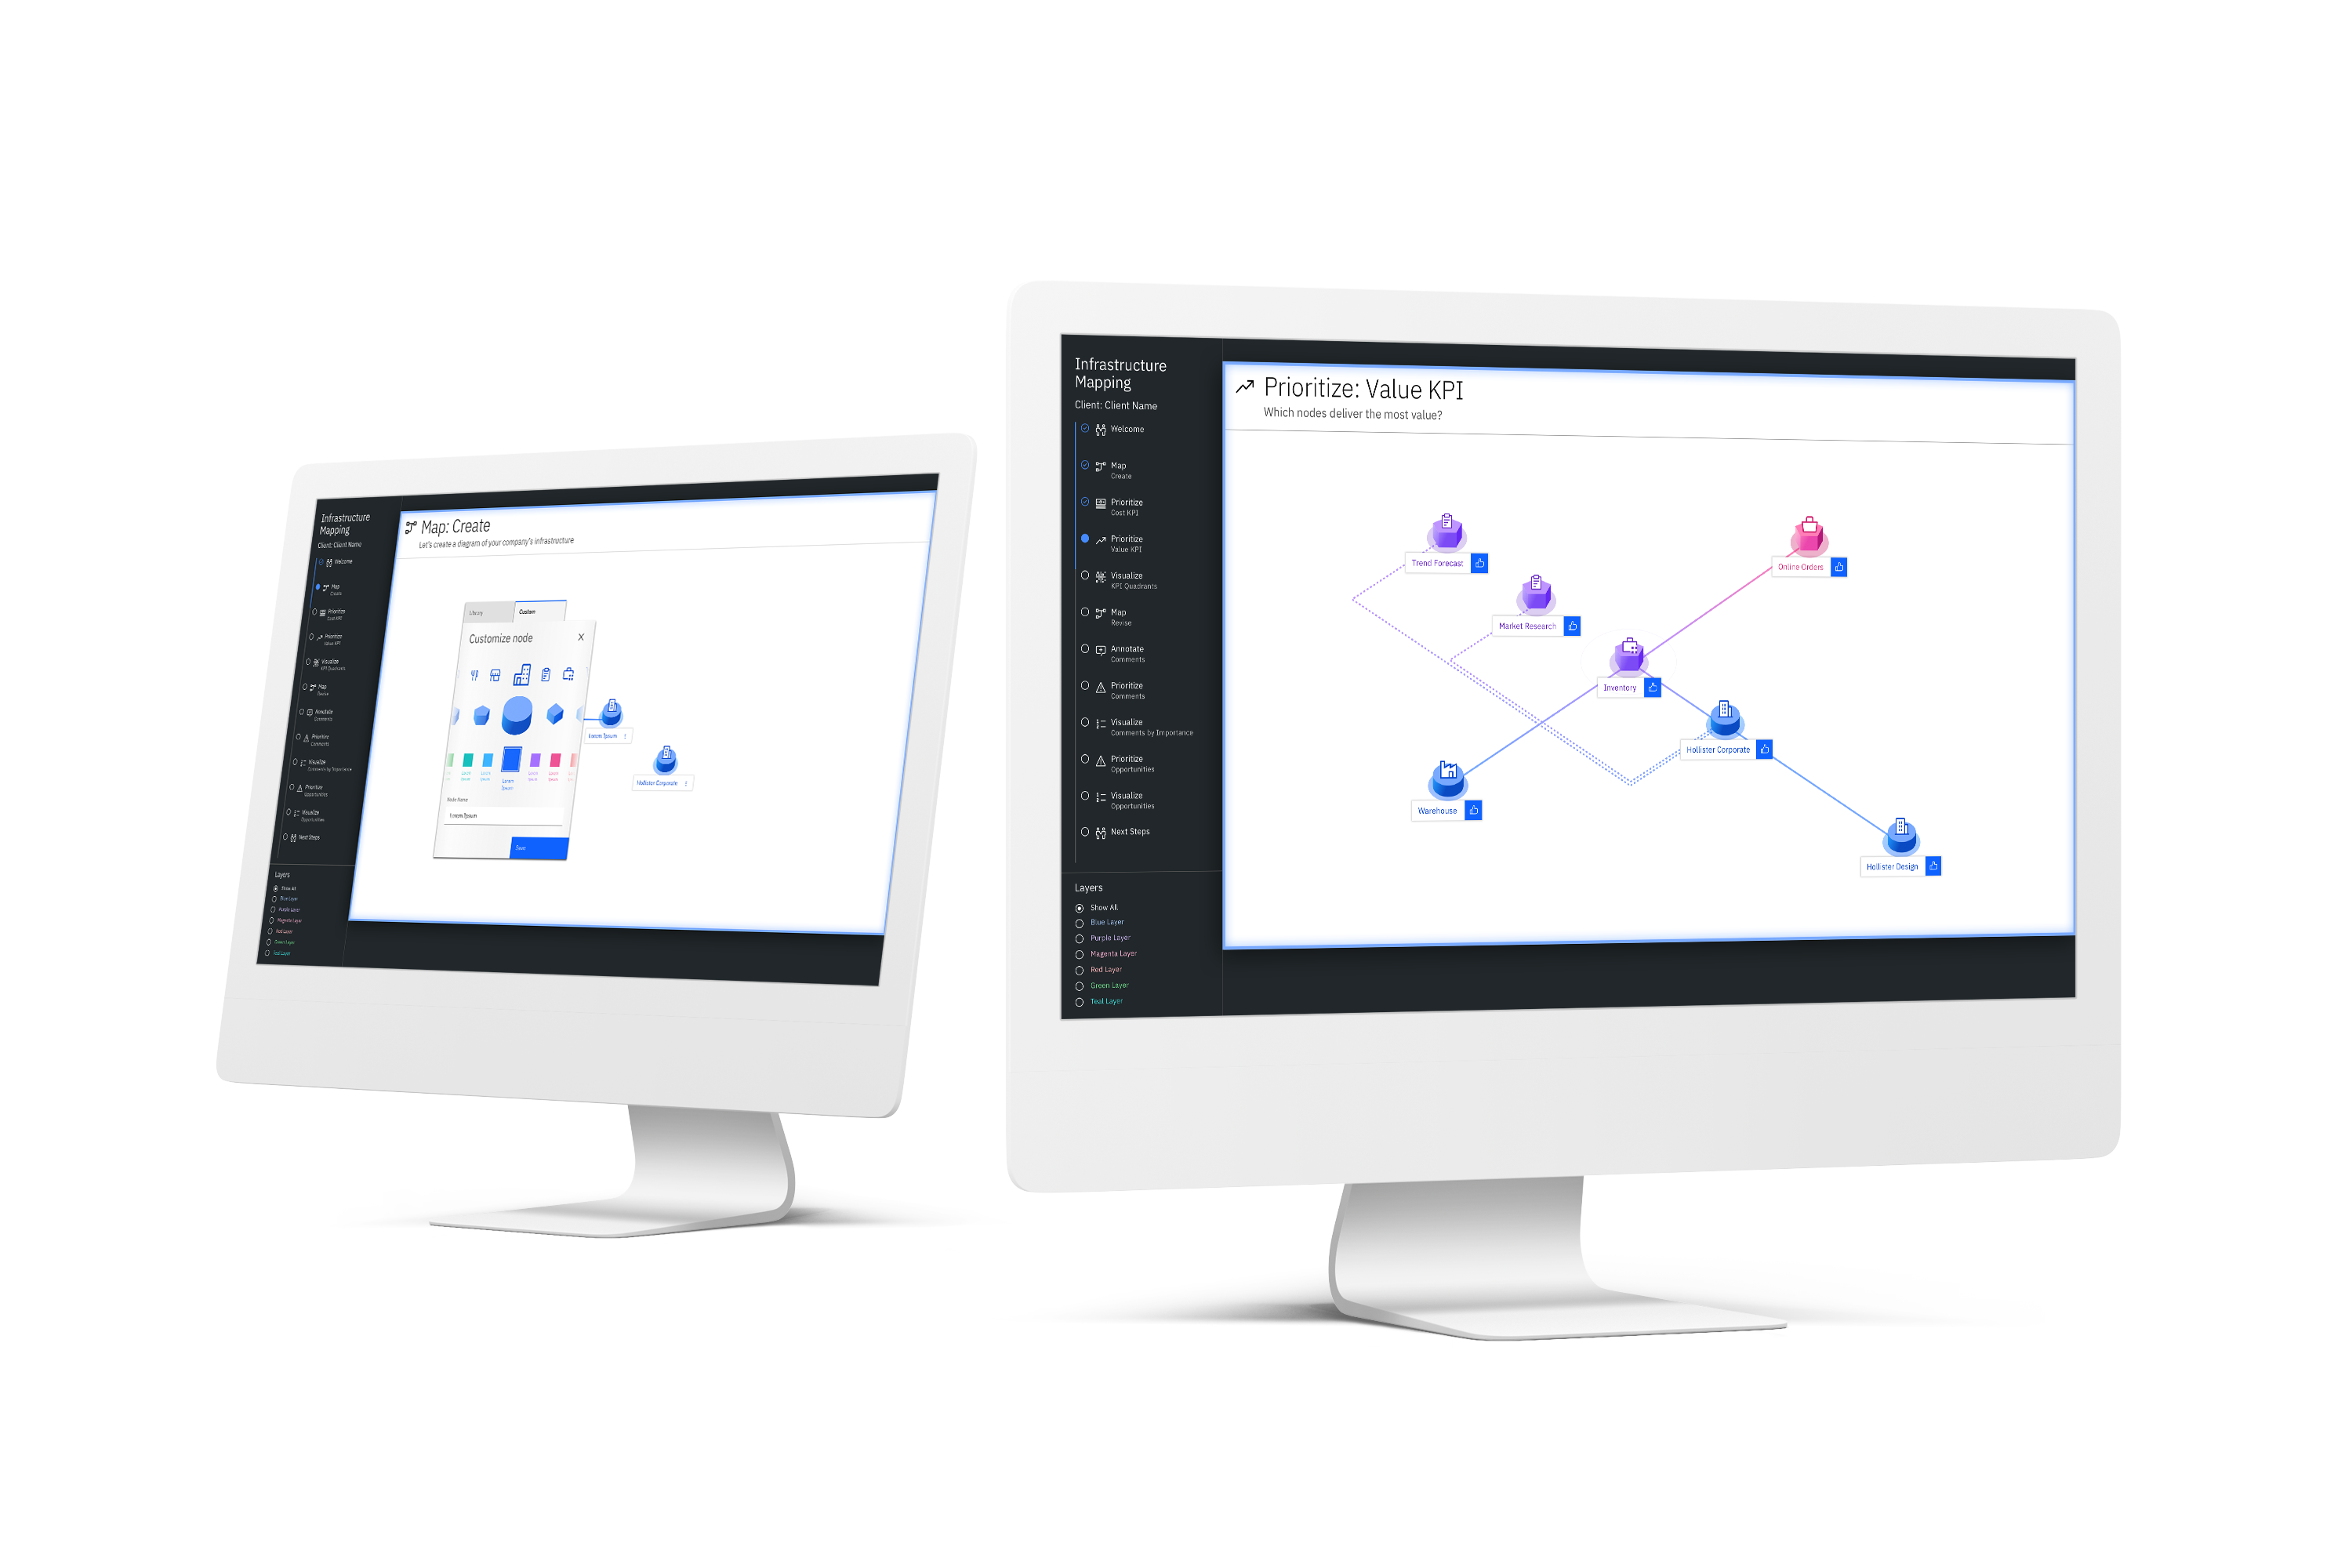 Infrastructure
Mapping
Client: Client Name
Welcome
Map
Create
Prioritize
Cost KPI
Prioritize
Value KPI
Visualize
KPI Quadrants
Map
Revise
Annotate
Comments
Prioritize
Comments
Visualize
Comments by Importance
Prioritize
Opportunities
Visualize
Opportunities
Next Steps
Layers
Show All
Blue Layer
Purple Layer
Magenta Layer
Red Layer
Green Layer
Teal Layer
Map: Create
Let's create a diagram of your company's infrastructure
Library
Custom
Customize node
Lorem
Ipsum
Node Name
Lorem Ipsum
Save
Lorem Ipsum
Hollister Corporate
Infrastructure
Mapping
Client: Client Name
Welcome
Map
Create
Prioritize
Cost KPI
Prioritize
Value KPI
Visualize
KPI Quadrants
Map
Revise
Annotate
Comments
Prioritize
Comments
Visualize
Comments by Importance
Prioritize
Opportunities
Visualize
Opportunities
Next Steps
Layers
Show All
Blue Layer
Purple Layer
Magenta Layer
Red Layer
Green Layer
Teal Layer
Prioritize: Value KPI
Which nodes deliver the most value?
Trend Forecast
Online Orders
Market Research
Inventory
Hollister Corporate
Warehouse
Hollister Design